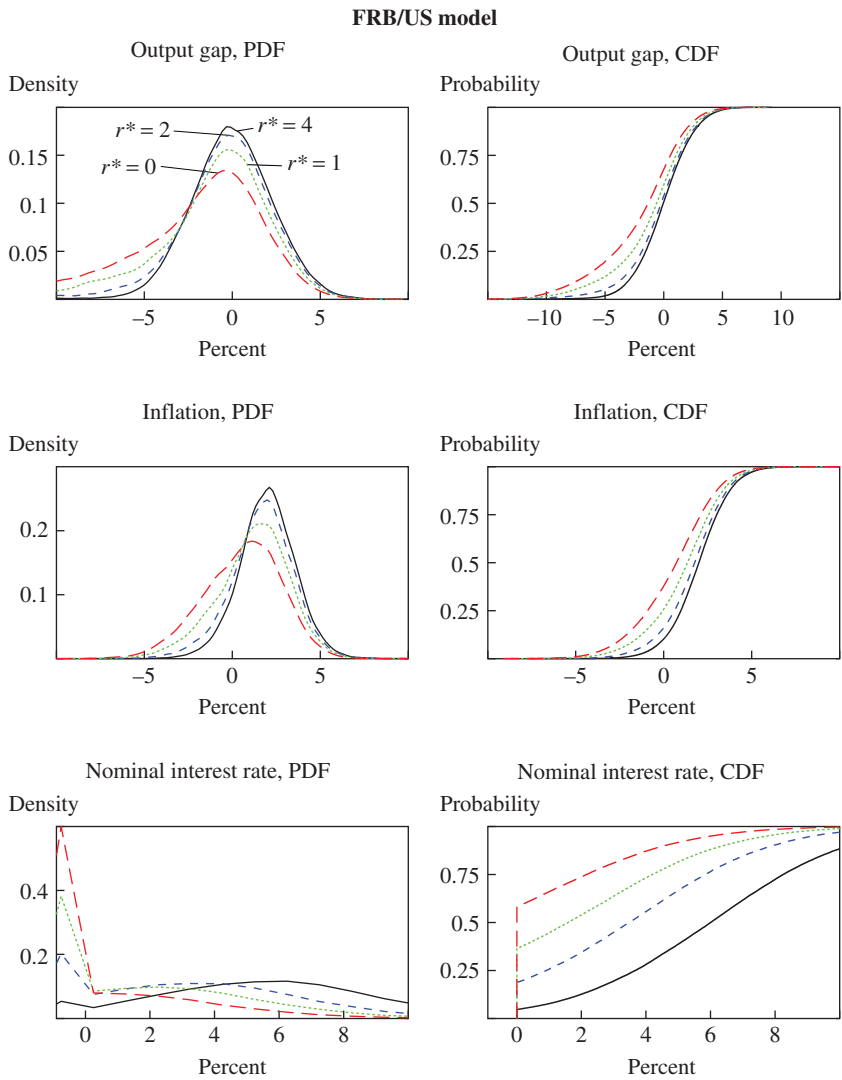 FRB/US model
Output gap, PDF
Output gap, CDF
Density
Probability
r* = 2
r* = 4
r* = 0
r* = 1
0.15
0.1
0.05
0.75
0.5
0.25
–5
0
5
–10
–5
0
5
10
Percent
Percent
Inflation, PDF
Inflation, CDF
Density
Probability
0.2
0.1
0.75
0.5
0.25
–5
0
5
–5
0
5
Percent
Percent
Nominal interest rate, PDF
Nominal interest rate, CDF
Density
Probability
0.4
0.2
0.75
0.5
0.25
0
2
4
6
8
0
2
4
6
8
Percent
Percent